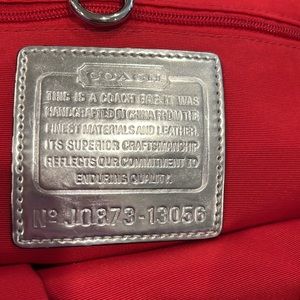 COACH
THIS IS A COACH BAG. IT WAS
HANDCRAFTED IN CHINA FROM THE
FINEST MATERIALS AND LEATHER.
ITS SUPERIOR CRAFTSMANSHIP
REFLECTS OUR COMMITMENT TO
ENDURING QUALITY.
Nº J0873-13056